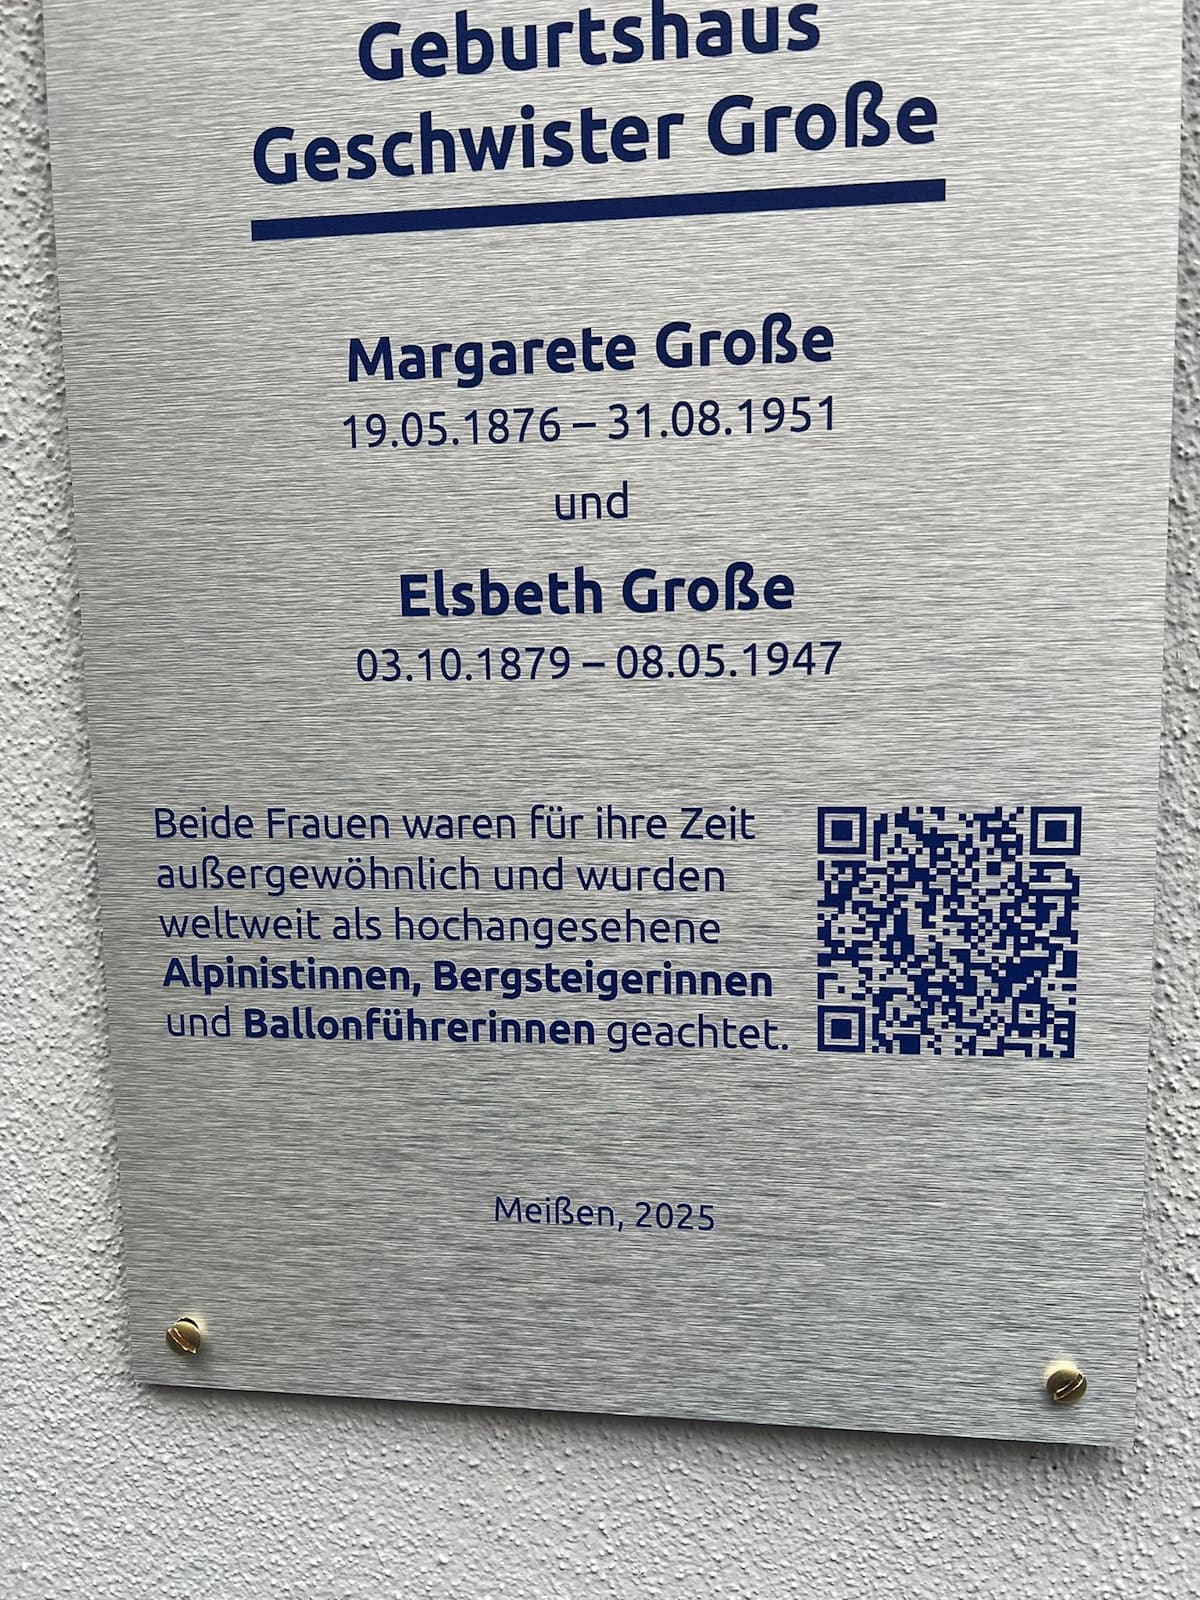 Geburtshaus
Geschwister Große
Margarete Große
19.05.1876 – 31.08.1951
und
Elsbeth Große
03.10.1879 – 08.05.1947
Beide Frauen waren für ihre Zeit
außergewöhnlich und wurden
weltweit als hochangesehene
Alpinistinnen, Bergsteigerinnen
und Ballonführerinnen geachtet.
Meißen, 2025